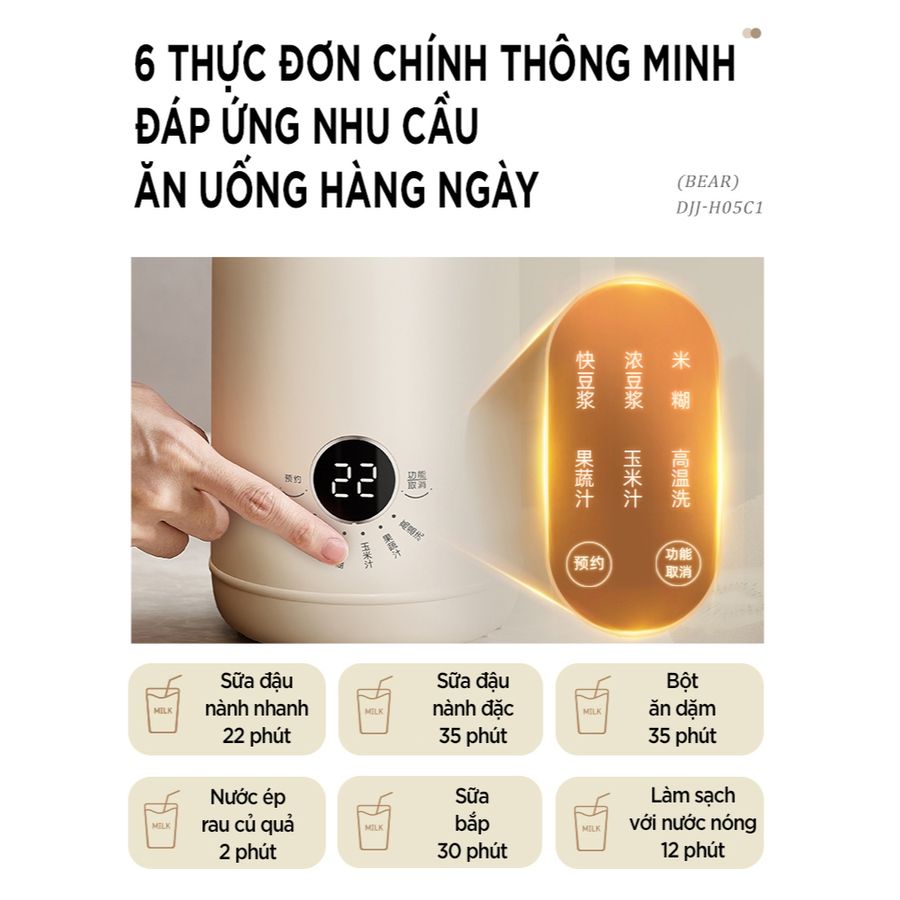 6 THỰC ĐƠN CHÍNH THÔNG MINH
ĐÁP ỨNG NHU CẦU
ĂN UỐNG HÀNG NGÀY
(BEAR)
DJJ-H05C1
预约
22
功能
取消
玉米汁
果蔬汁
快豆浆
浓豆浆
米糊
果蔬汁
玉米汁
高温洗
预约
功能
取消
MILK
Sữa đậu
nành nhanh
22 phút
MILK
Sữa đậu
nành đặc
35 phút
MILK
Bột
ăn dặm
35 phút
MILK
Nước ép
rau củ quả
2 phút
MILK
Sữa
bắp
30 phút
MILK
Làm sạch
với nước nóng
12 phút